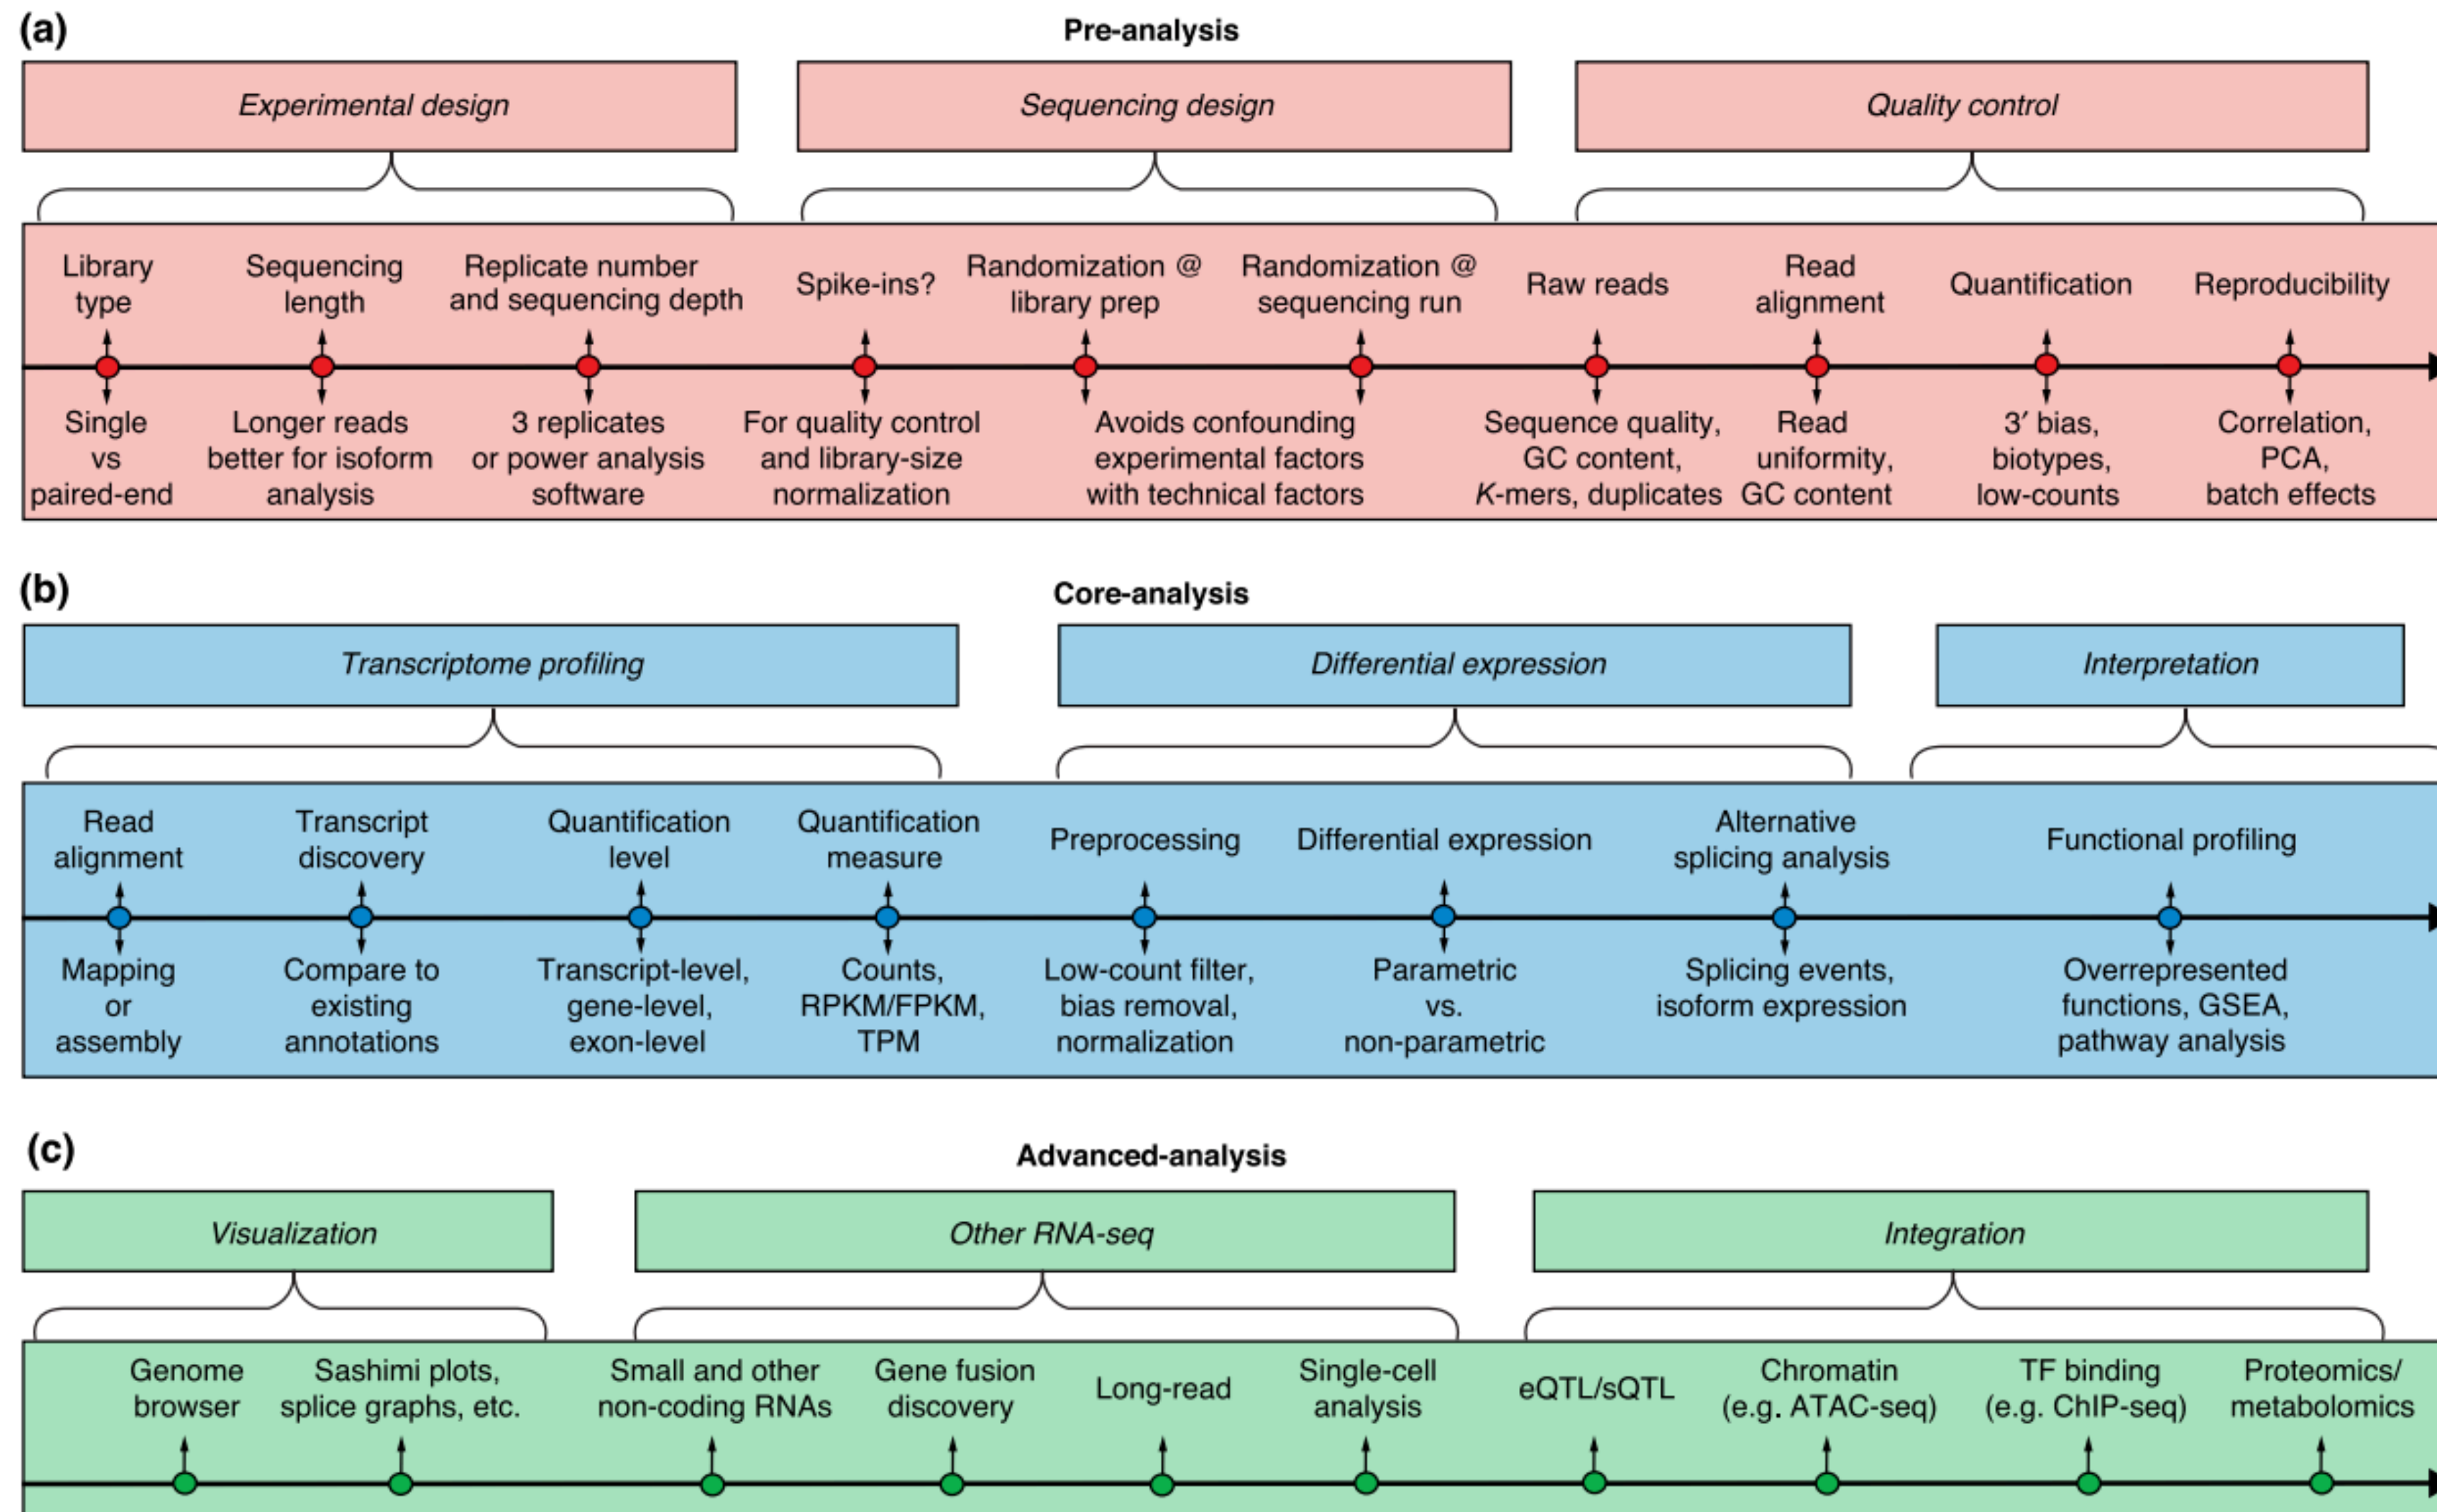 (a)
Pre-analysis
Experimental design
Sequencing design
Quality control
Library
type
Sequencing
length
Replicate number
and sequencing depth
Spike-ins?
Randomization @
library prep
Randomization @
sequencing run
Raw reads
Read
alignment
Quantification
Reproducibility
Single
vs
paired-end
Longer reads
better for isoform
analysis
3 replicates
or power analysis
software
For quality control
and library-size
normalization
Avoids confounding
experimental factors
with technical factors
Sequence quality,
GC content,
K-mers, duplicates
Read
uniformity,
GC content
3′ bias,
biotypes,
low-counts
Correlation,
PCA,
batch effects
(b)
Core-analysis
Transcriptome profiling
Differential expression
Interpretation
Read
alignment
Transcript
discovery
Quantification
level
Quantification
measure
Preprocessing
Differential expression
Alternative
splicing analysis
Functional profiling
Mapping
or
assembly
Compare to
existing
annotations
Transcript-level,
gene-level,
exon-level
Counts,
RPKM/FPKM,
TPM
Low-count filter,
bias removal,
normalization
Parametric
vs.
non-parametric
Splicing events,
isoform expression
Overrepresented
functions, GSEA,
pathway analysis
(c)
Advanced-analysis
Visualization
Other RNA-seq
Integration
Genome
browser
Sashimi plots,
splice graphs, etc.
Small and other
non-coding RNAs
Gene fusion
discovery
Long-read
Single-cell
analysis
eQTL/sQTL
Chromatin
(e.g. ATAC-seq)
TF binding
(e.g. ChIP-seq)
Proteomics/
metabolomics